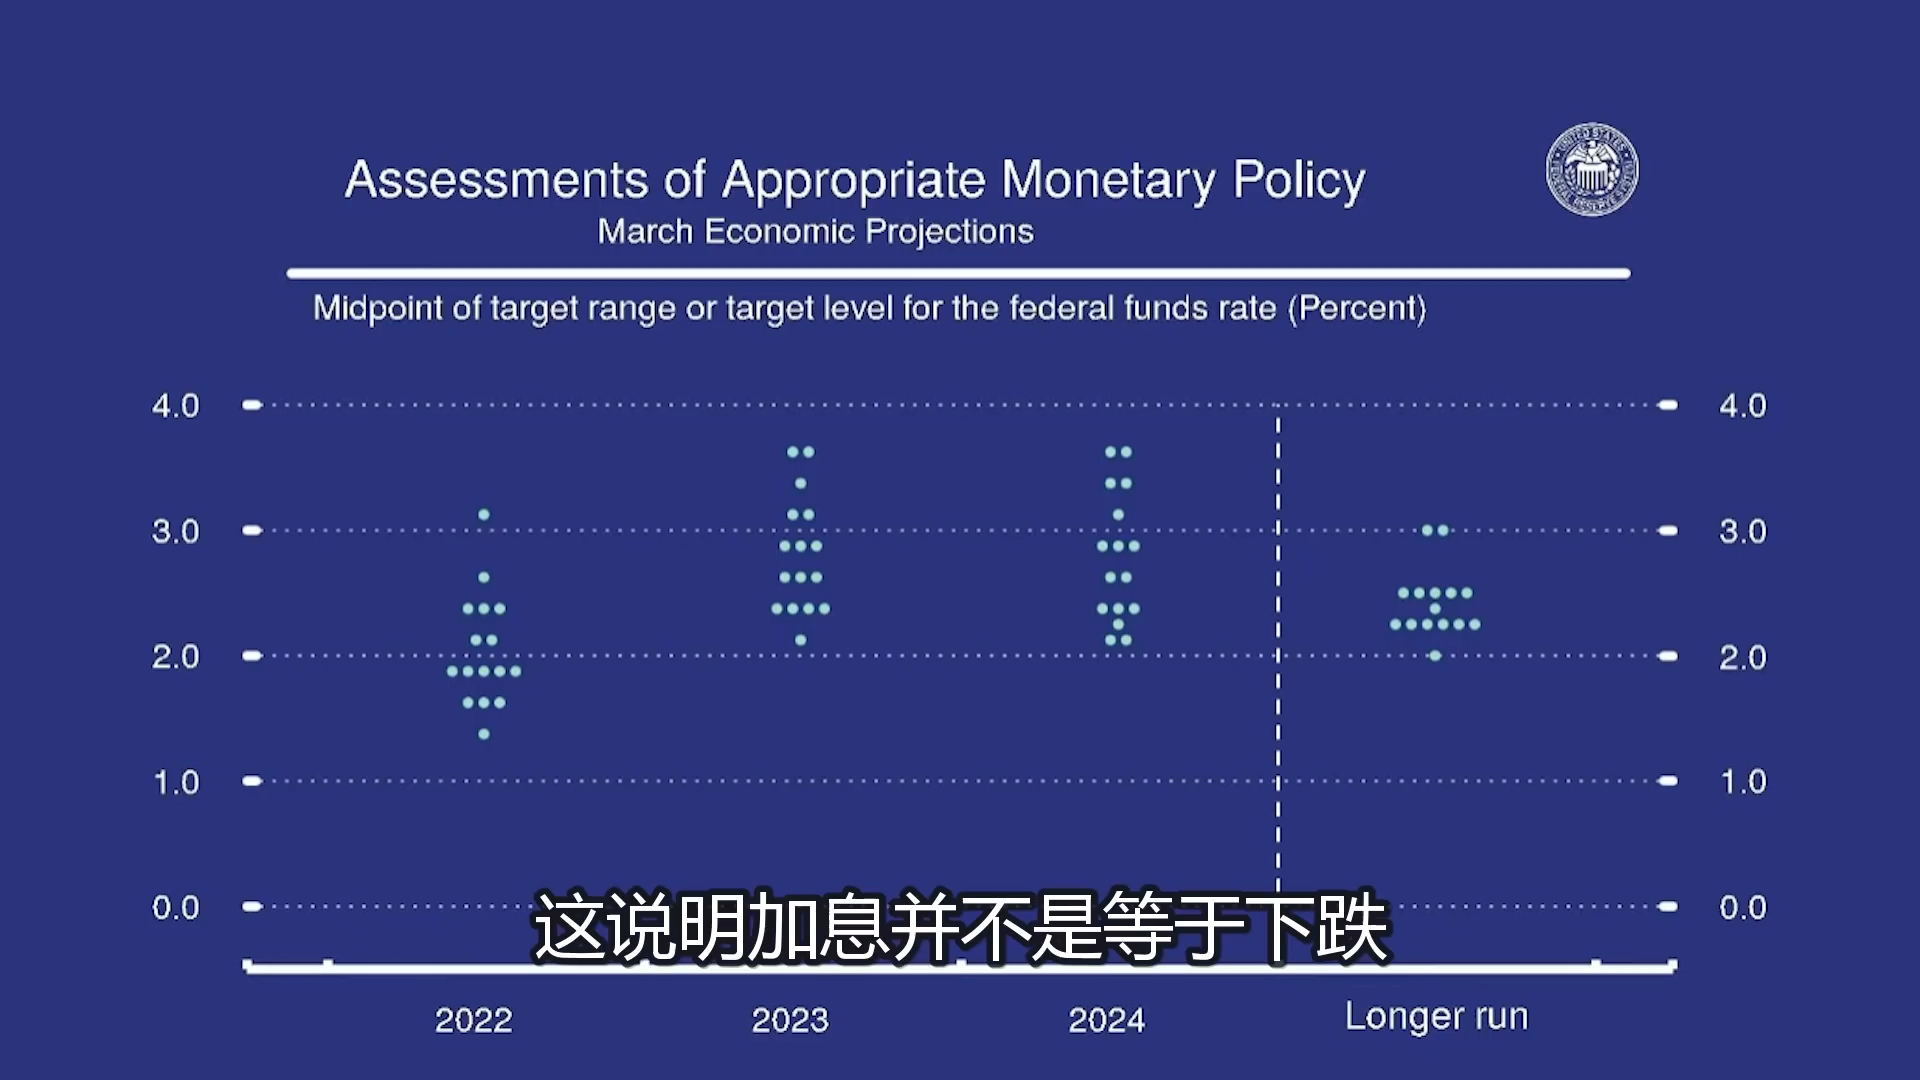 Assessments of Appropriate Monetary Policy
March Economic Projections
Midpoint of target range or target level for the federal funds rate (Percent)
4.0 4.0
3.0 3.0
2.0 2.0
1.0 1.0
0.0 0.0
这说明加息并不是等于下跌
2022 2023 2024 Longer run